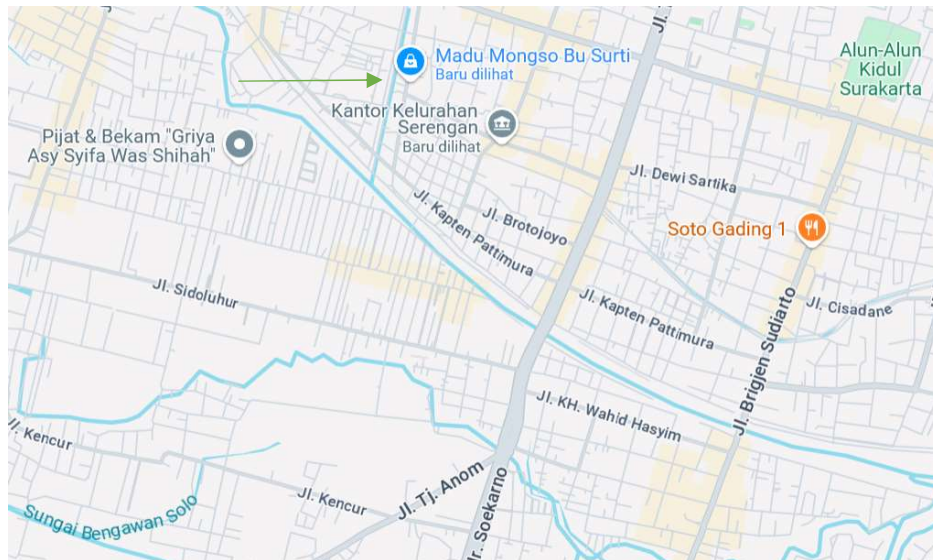 Madu Mongso Bu Surti
Baru dilihat
Alun-Alun
Kidul
Surakarta
Kantor Kelurahan
Serengan
Baru dilihat
Pijat & Bekam "Griya
Asy Syifa Was Shihah"
Jl. Dewi Sartika
Jl. Kapten Pattimura
Jl. Brotojoyo
Soto Gading 1
Jl. Sidoluhur
Jl. Kapten Pattimura
Jl. Cisadane
Jl. Brigjen Sudiarto
Jl. KH. Wahid Hasyim
Jl. Kencur
Jl. Kencur
Jl. Tj. Anom
Ir. Soekarno
Sungai Bengawan Solo